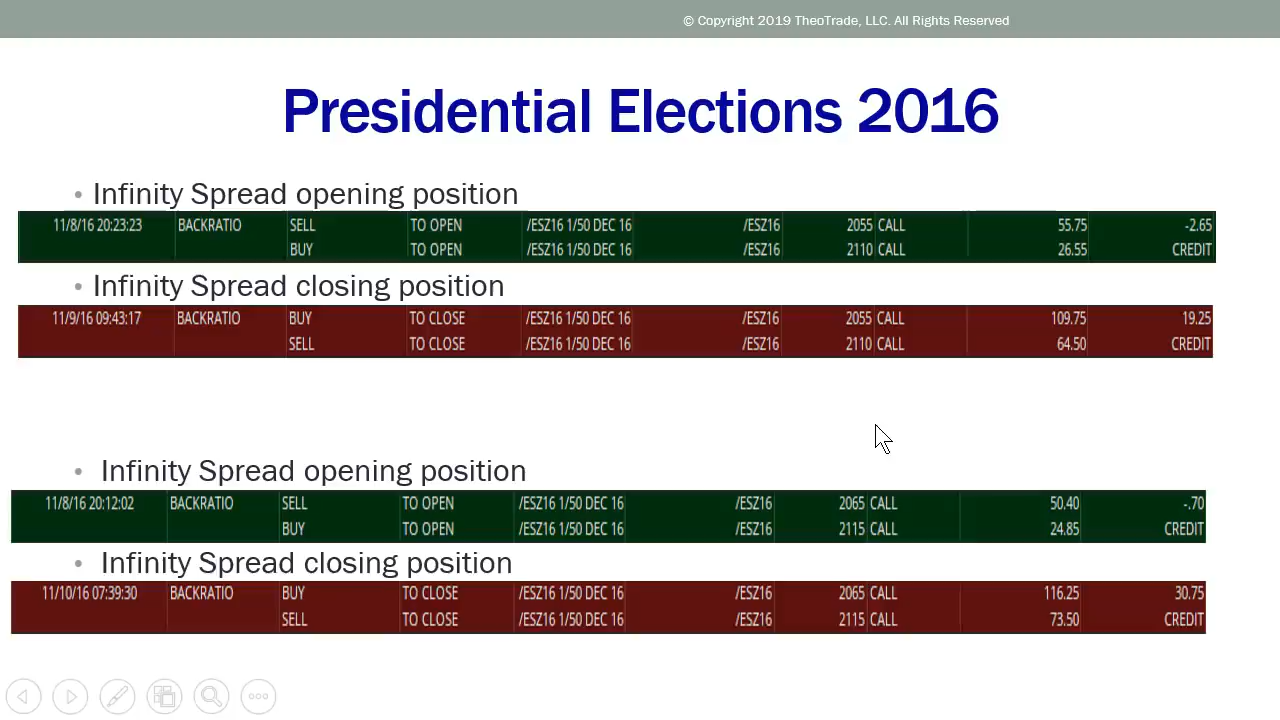 © Copyright 2019 TheoTrade, LLC. All Rights Reserved
Presidential Elections 2016
• Infinity Spread opening position
11/8/16 20:23:23 BACKRATIO SELL TO OPEN /ESZ16 1/50 DEC 16 /ESZ16 2055 CALL 55.75 -2.65
BUY TO OPEN /ESZ16 1/50 DEC 16 /ESZ16 2110 CALL 26.55 CREDIT
• Infinity Spread closing position
11/9/16 09:43:17 BACKRATIO BUY TO CLOSE /ESZ16 1/50 DEC 16 /ESZ16 2055 CALL 109.75 19.25
SELL TO CLOSE /ESZ16 1/50 DEC 16 /ESZ16 2110 CALL 64.50 CREDIT
• Infinity Spread opening position
11/8/16 20:12:02 BACKRATIO SELL TO OPEN /ESZ16 1/50 DEC 16 /ESZ16 2065 CALL 50.40 -.70
BUY TO OPEN /ESZ16 1/50 DEC 16 /ESZ16 2115 CALL 24.85 CREDIT
• Infinity Spread closing position
11/10/16 07:39:30 BACKRATIO BUY TO CLOSE /ESZ16 1/50 DEC 16 /ESZ16 2065 CALL 116.25 30.75
SELL TO CLOSE /ESZ16 1/50 DEC 16 /ESZ16 2115 CALL 73.50 CREDIT